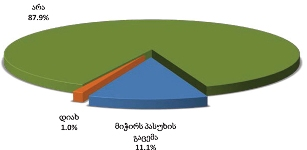 არა
87.9%
დიახ
1.0%
მიჭირს პასუხის
გაცემა
11.1%